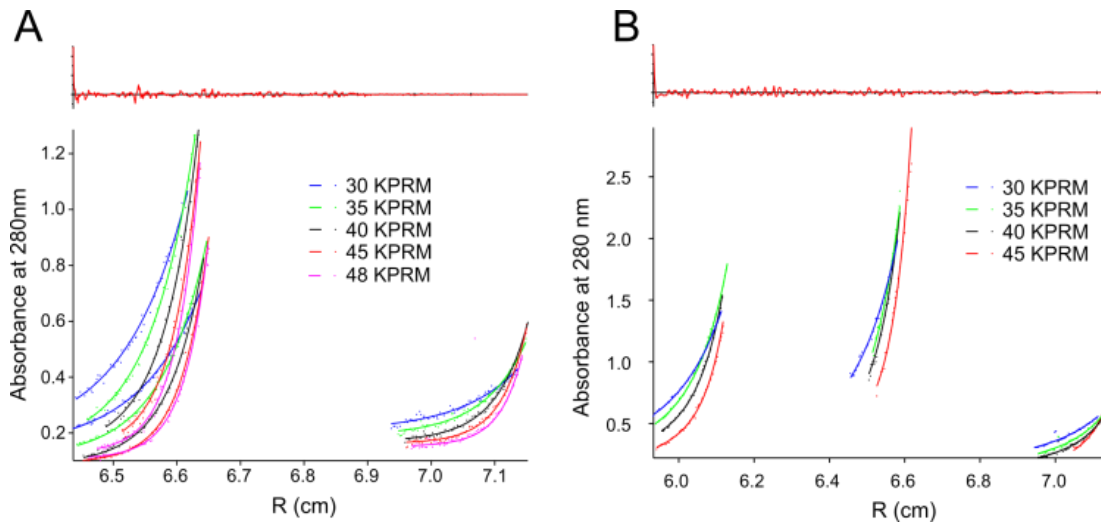 A
1.2
1.0
0.8
0.6
0.4
0.2
Absorbance at 280nm
30 KPRM
35 KPRM
40 KPRM
45 KPRM
48 KPRM
6.5 6.6 6.7 6.8 6.9 7.0 7.1
R (cm)
B
2.5
2.0
1.5
1.0
0.5
Absorbance at 280 nm
30 KPRM
35 KPRM
40 KPRM
45 KPRM
6.0 6.2 6.4 6.6 6.8 7.0
R (cm)